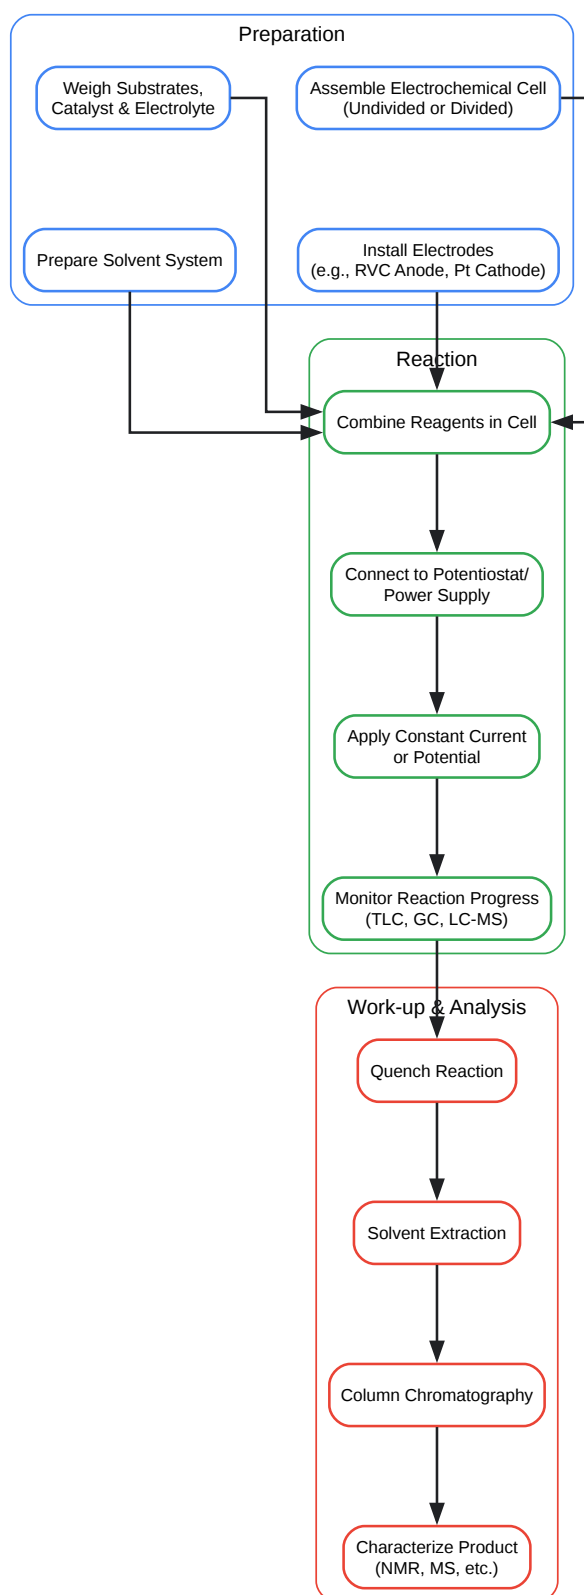 Preparation
Weigh Substrates,
Catalyst & Electrolyte
Assemble Electrochemical Cell
(Undivided or Divided)
Prepare Solvent System
Install Electrodes
(e.g., RVC Anode, Pt Cathode)
Reaction
Combine Reagents in Cell
Connect to Potentiostat/
Power Supply
Apply Constant Current
or Potential
Monitor Reaction Progress
(TLC, GC, LC-MS)
Work-up & Analysis
Quench Reaction
Solvent Extraction
Column Chromatography
Characterize Product
(NMR, MS, etc.)